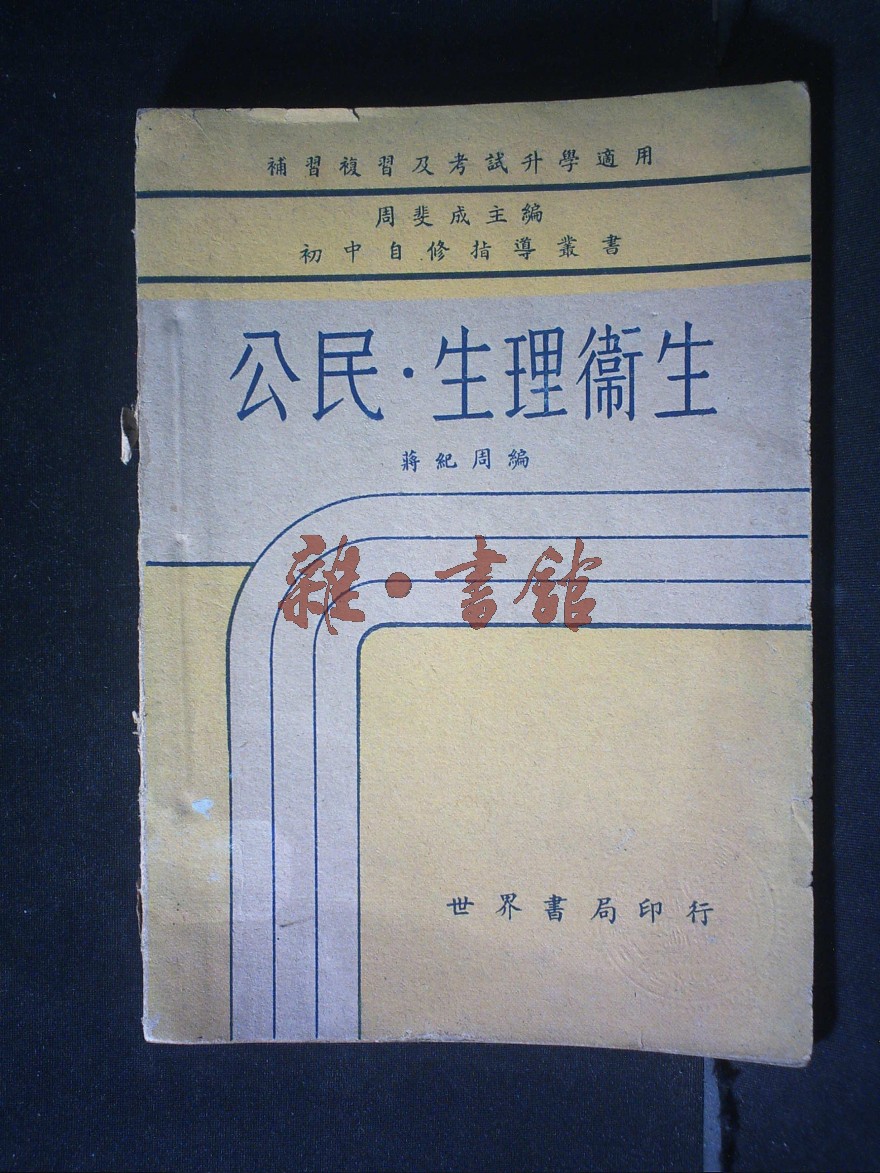 補習複習及考試升學適用
周斐成主編
初中自修指導叢書
公民·生理衞生
蔣紀周編
雜·書館
世界書局印行